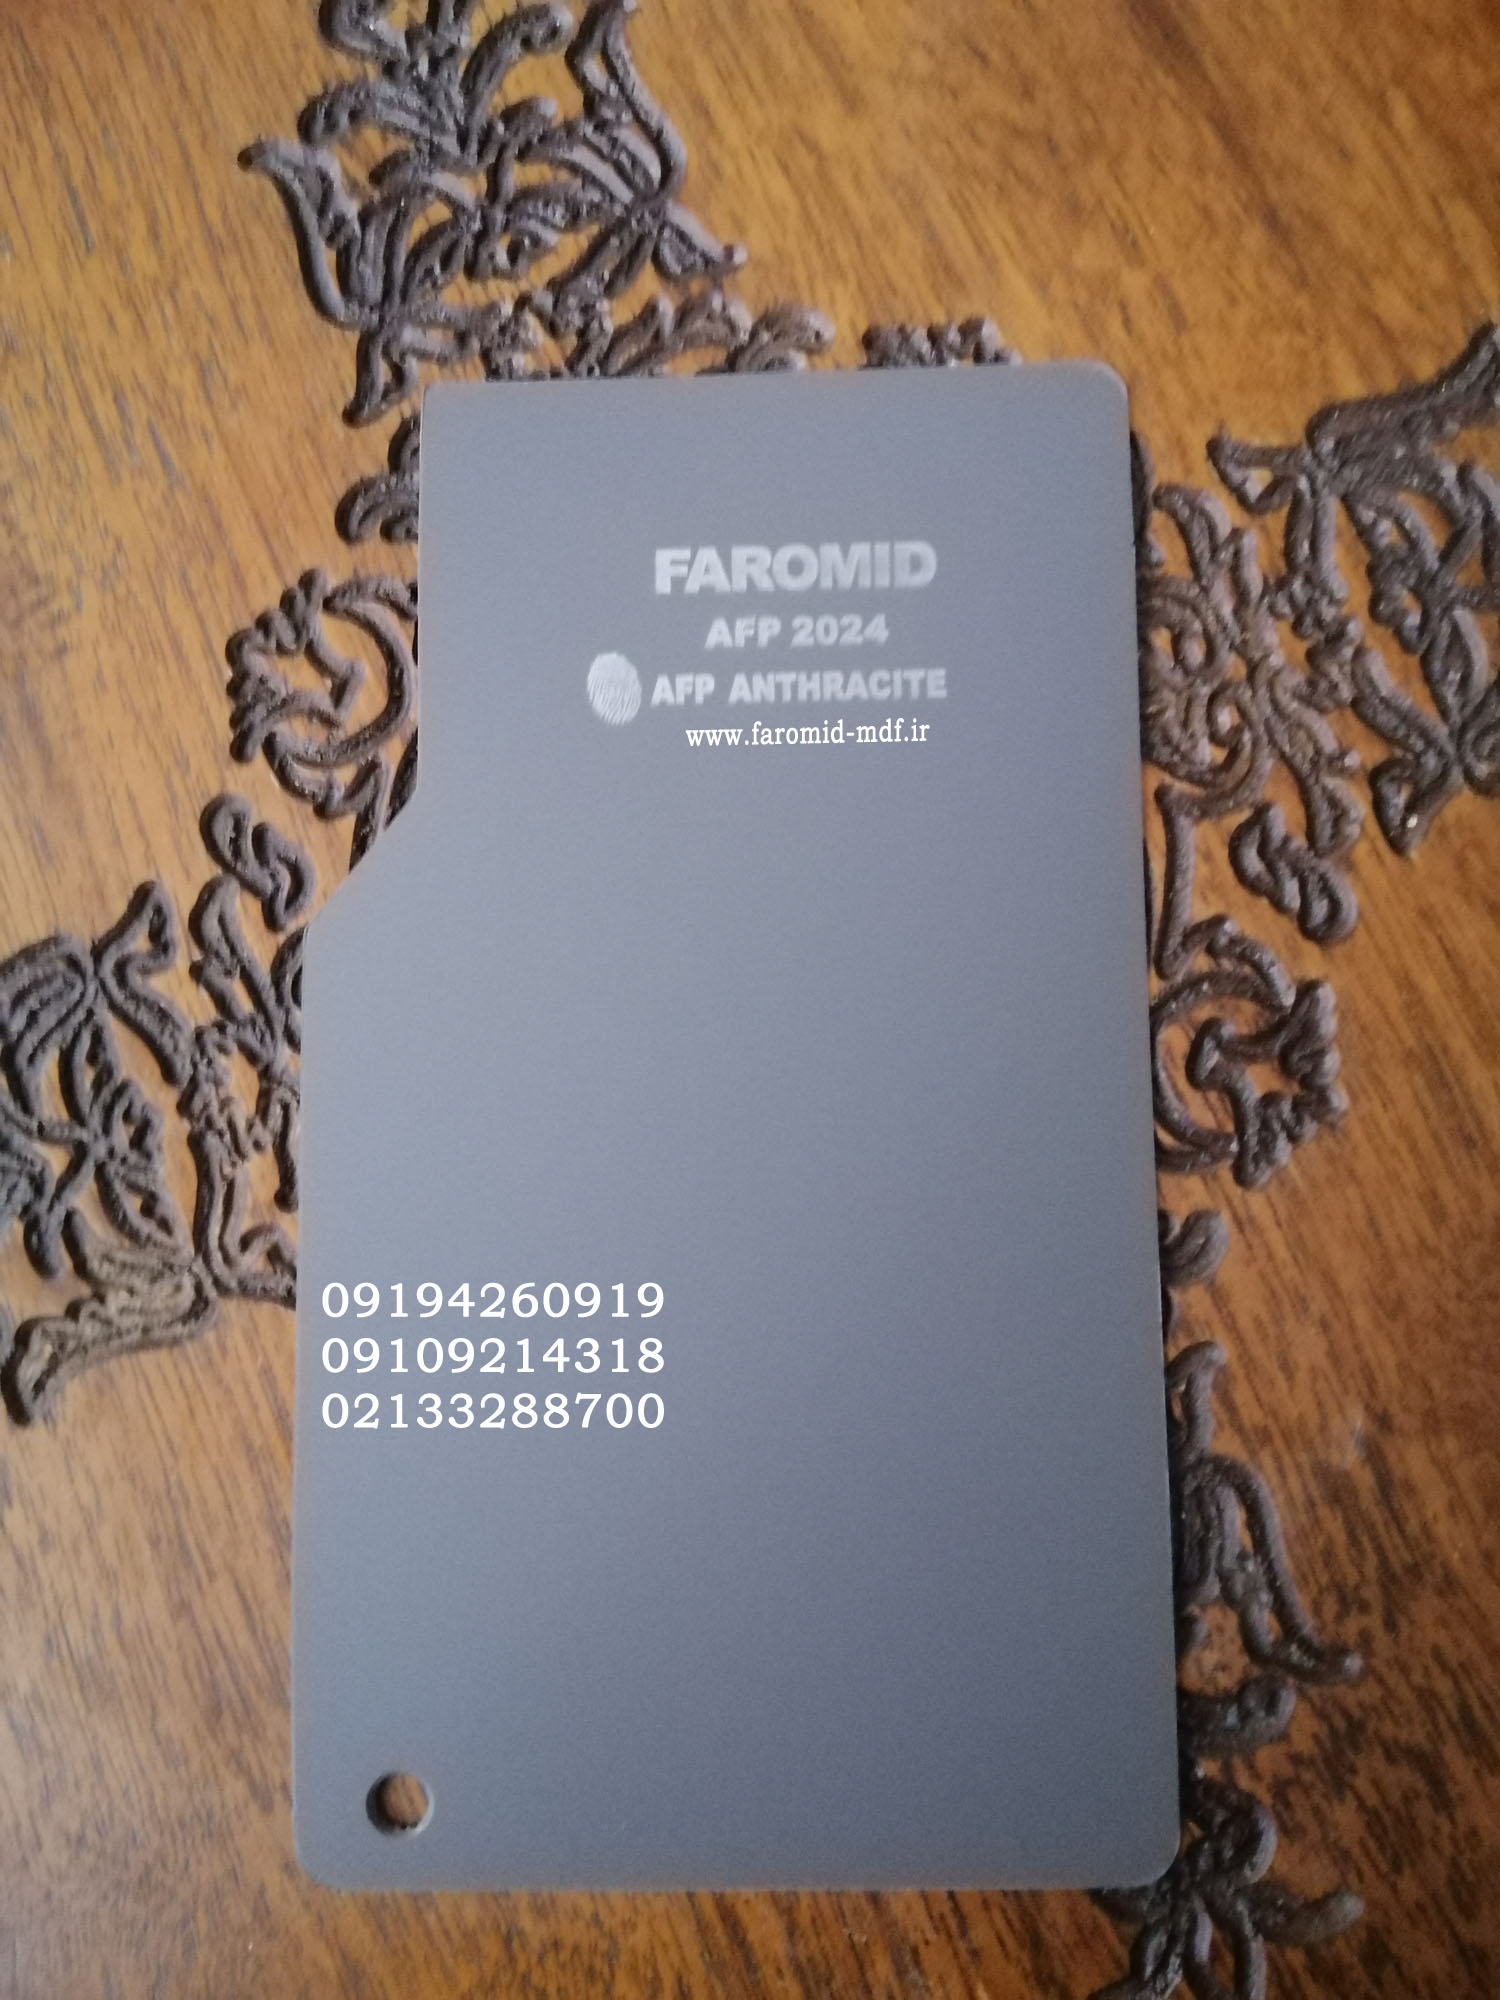 FAROMID
AFP 2024
AFP ANTHRACITE
www.faromid-mdf.ir
09194260919
09109214318
02133288700